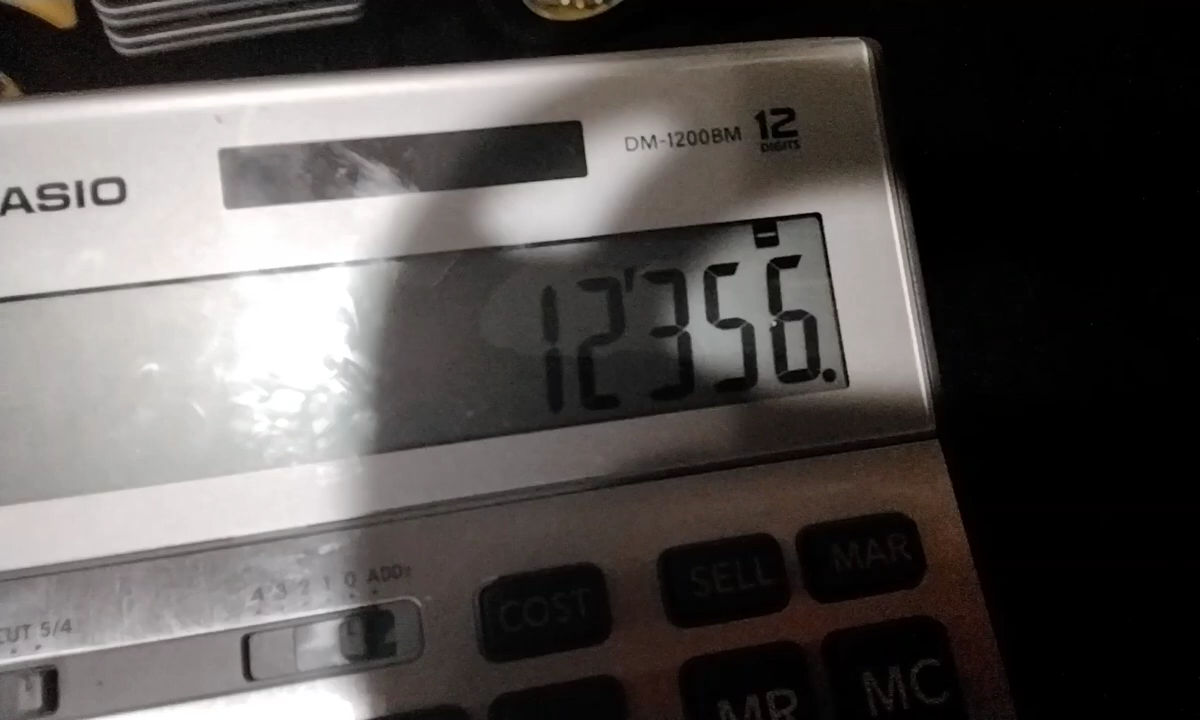 DM-1200BM 12
DIGITS
ASIO
-
12'356.
4 3 2 1 0 ADD2
CUT 5/4
COST SELL MAR
MR MC